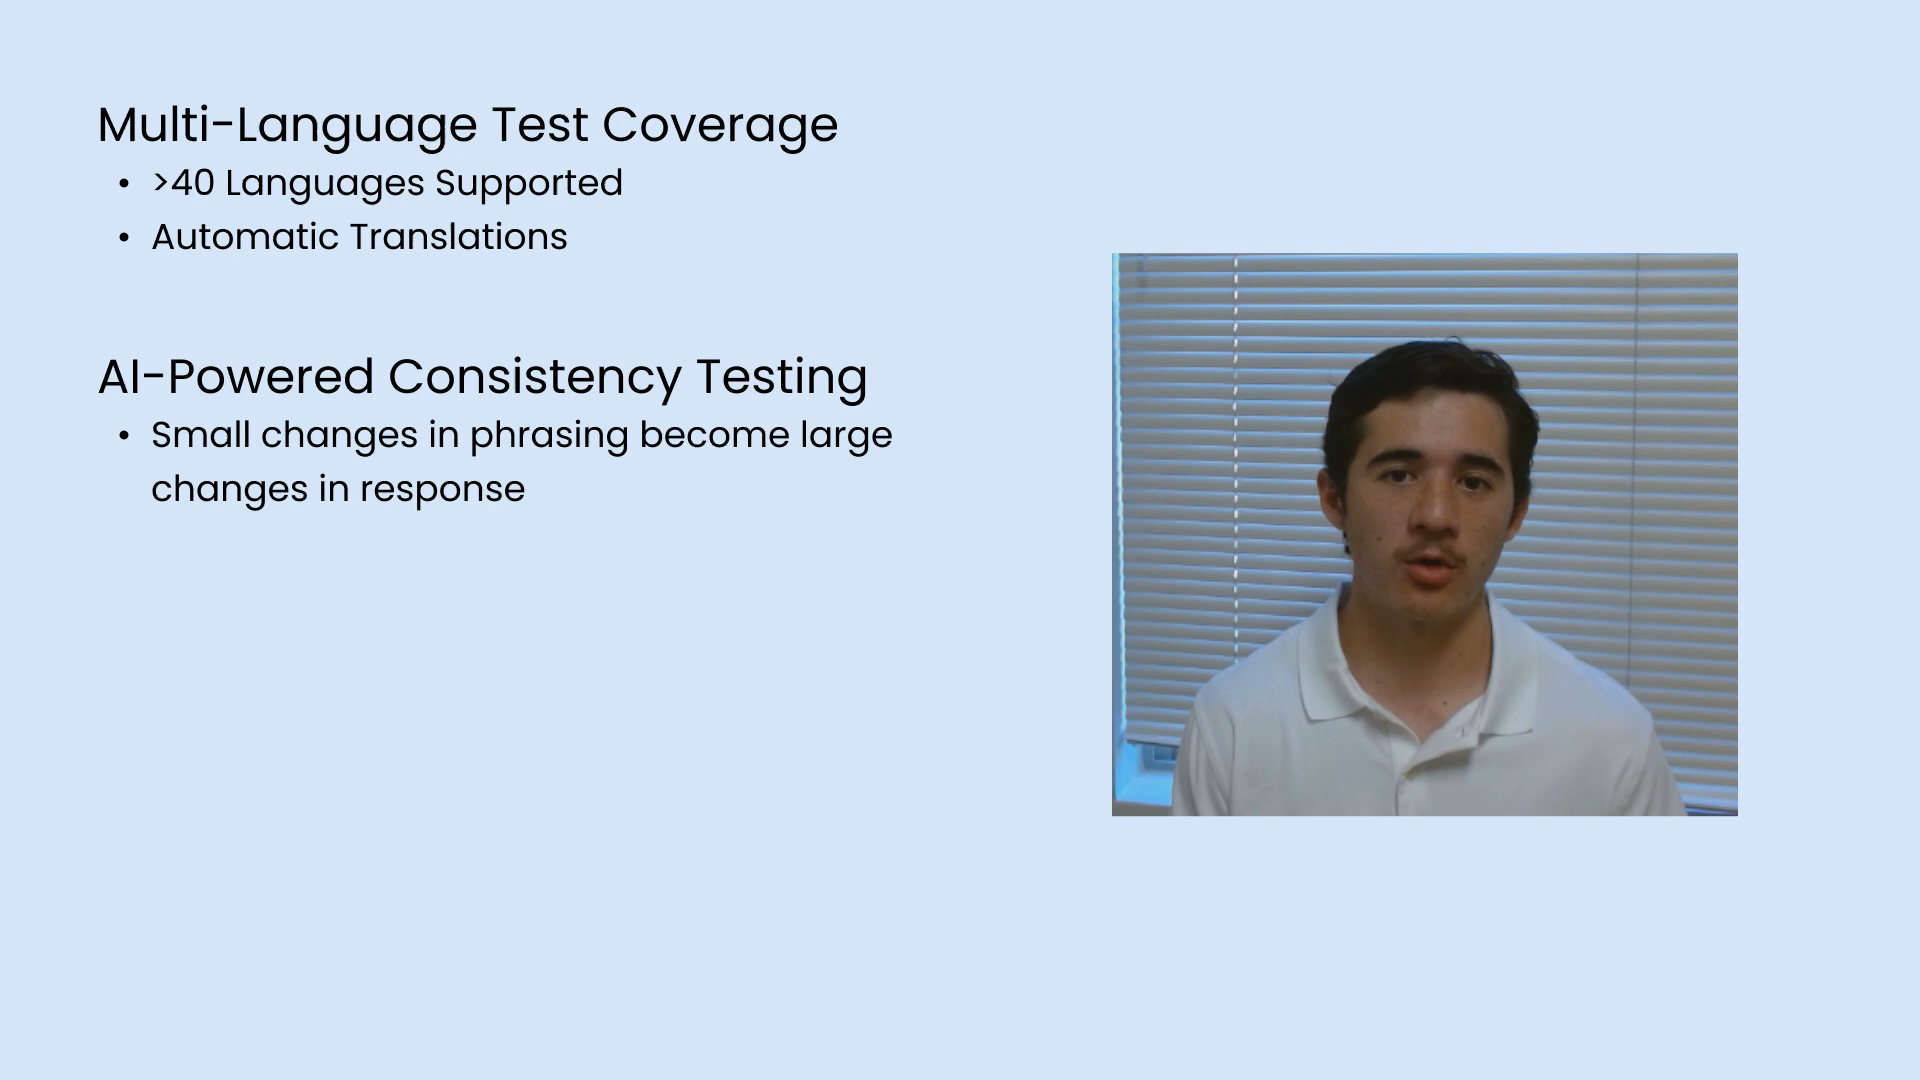 Multi-Language Test Coverage
• >40 Languages Supported
• Automatic Translations
AI-Powered Consistency Testing
• Small changes in phrasing become large
changes in response